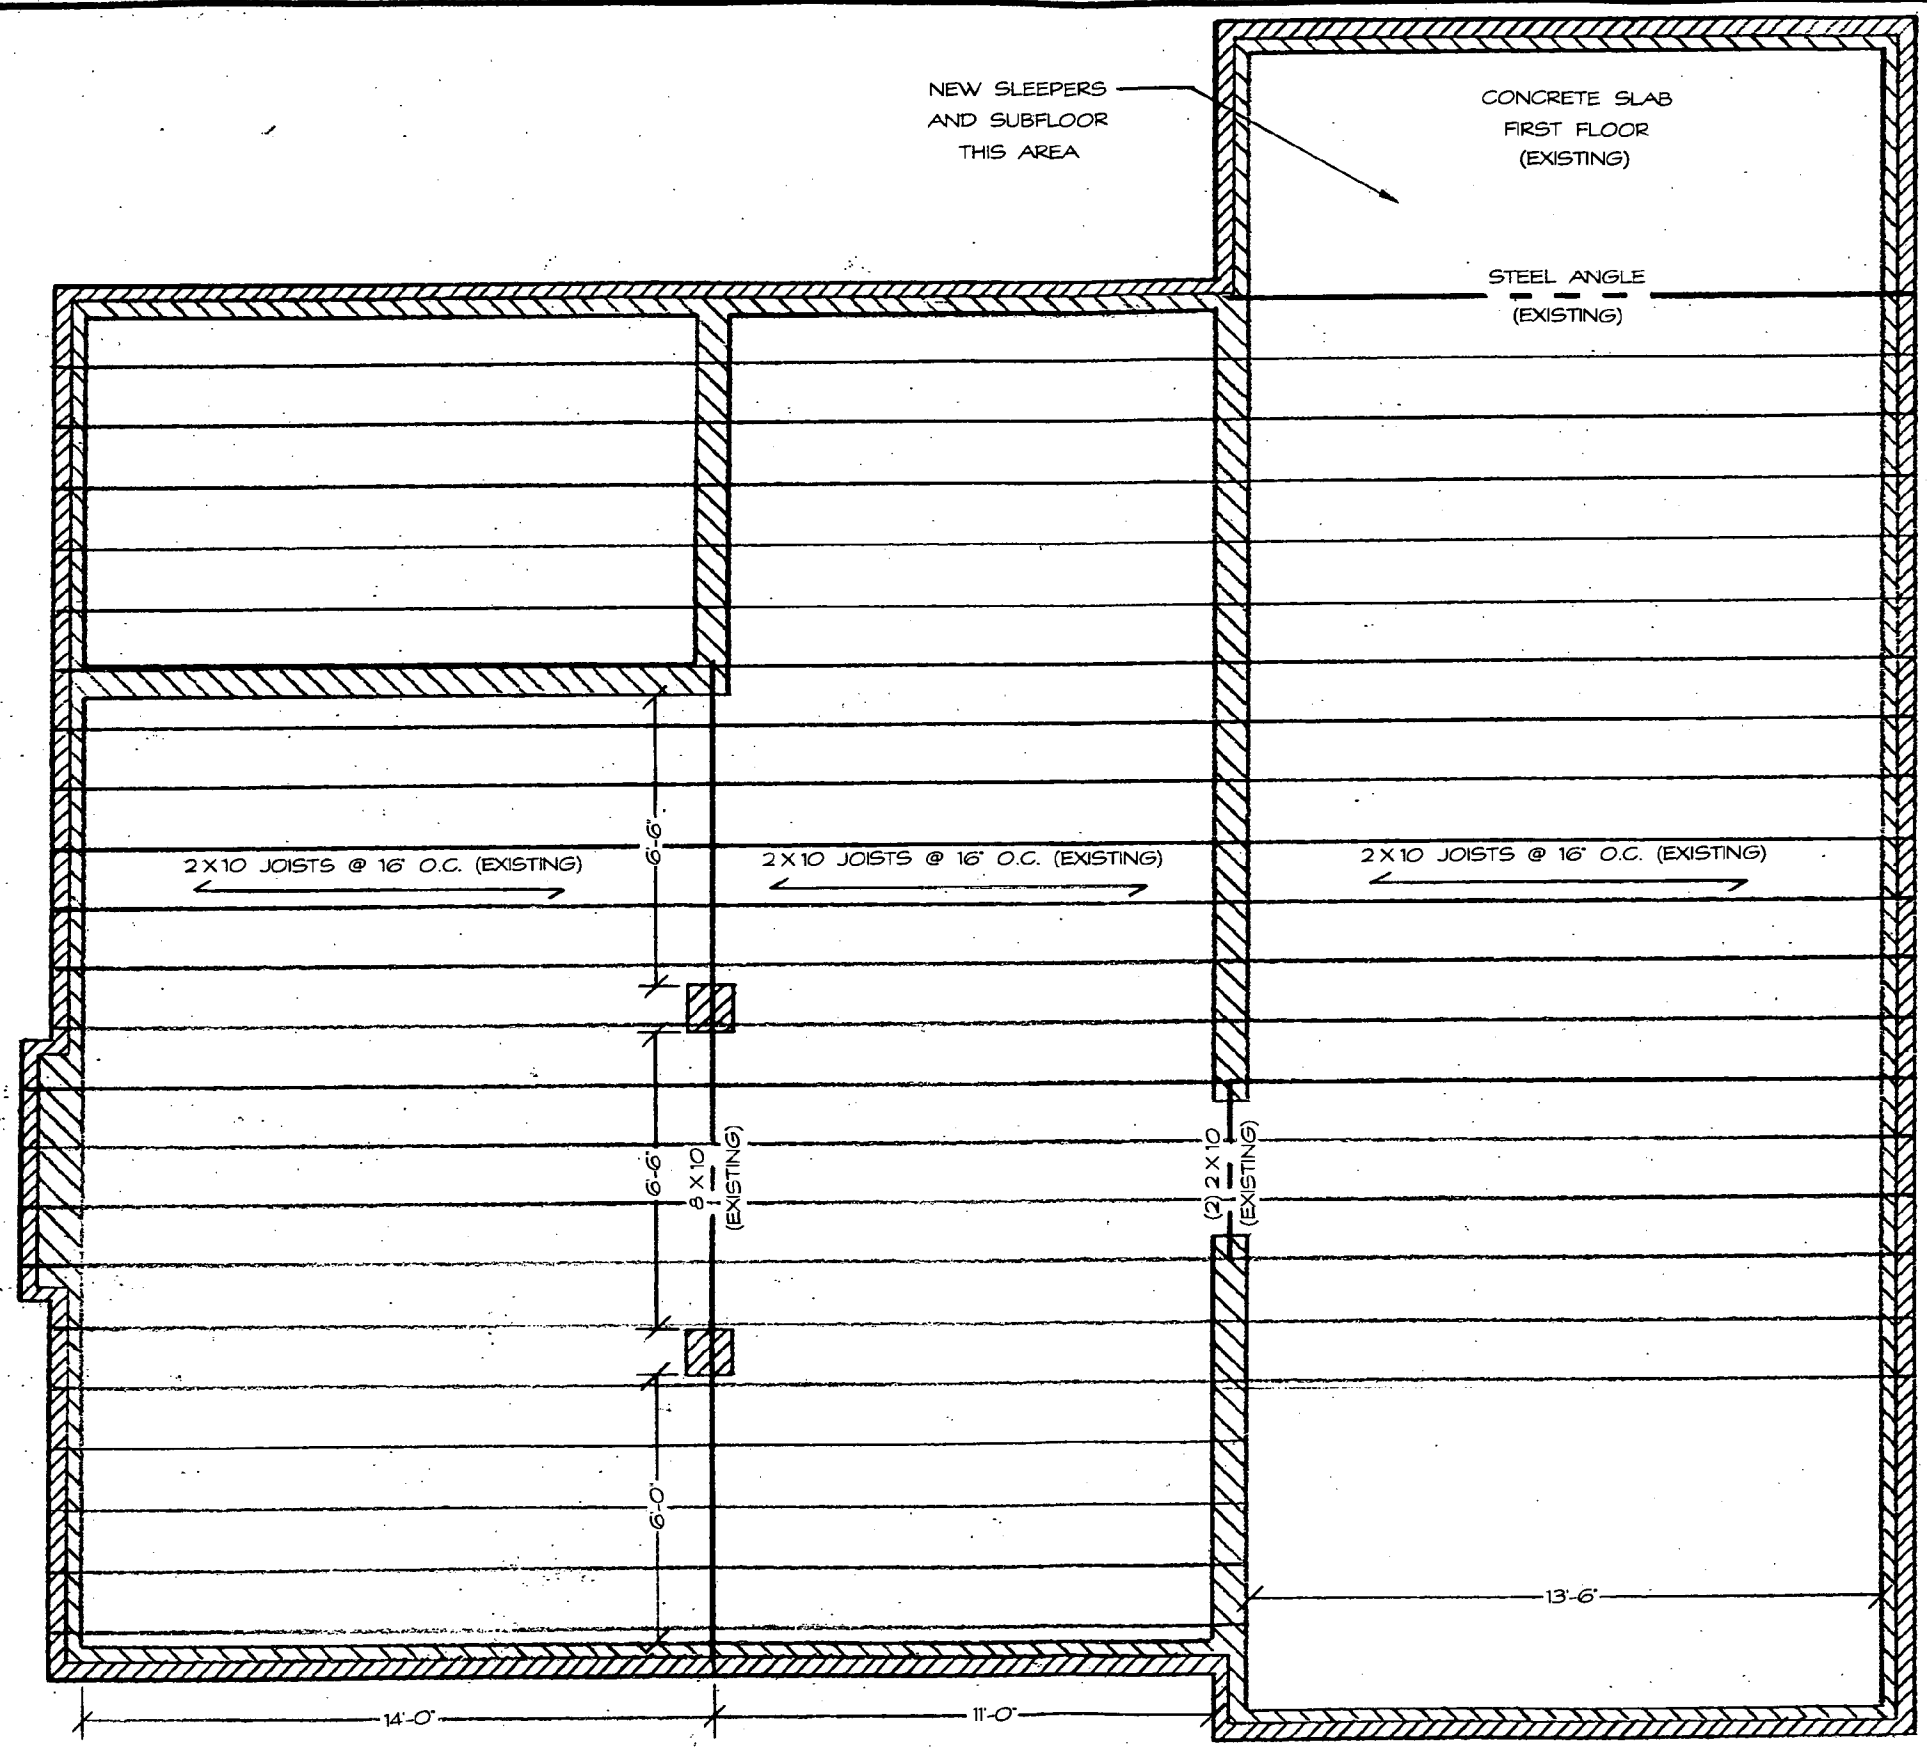 NEW SLEEPERS
AND SUBFLOOR
THIS AREA
CONCRETE SLAB
FIRST FLOOR
(EXISTING)
STEEL ANGLE
(EXISTING)
6'-6"
2 X 10 JOISTS @ 16" O.C. (EXISTING)
2 X 10 JOISTS @ 16" O.C. (EXISTING)
2 X 10 JOISTS @ 16" O.C. (EXISTING)
6'-6"
8 X 10
(EXISTING)
(2) 2 X 10
(EXISTING)
6'-0"
13'-6"
14'-0"
11'-0"